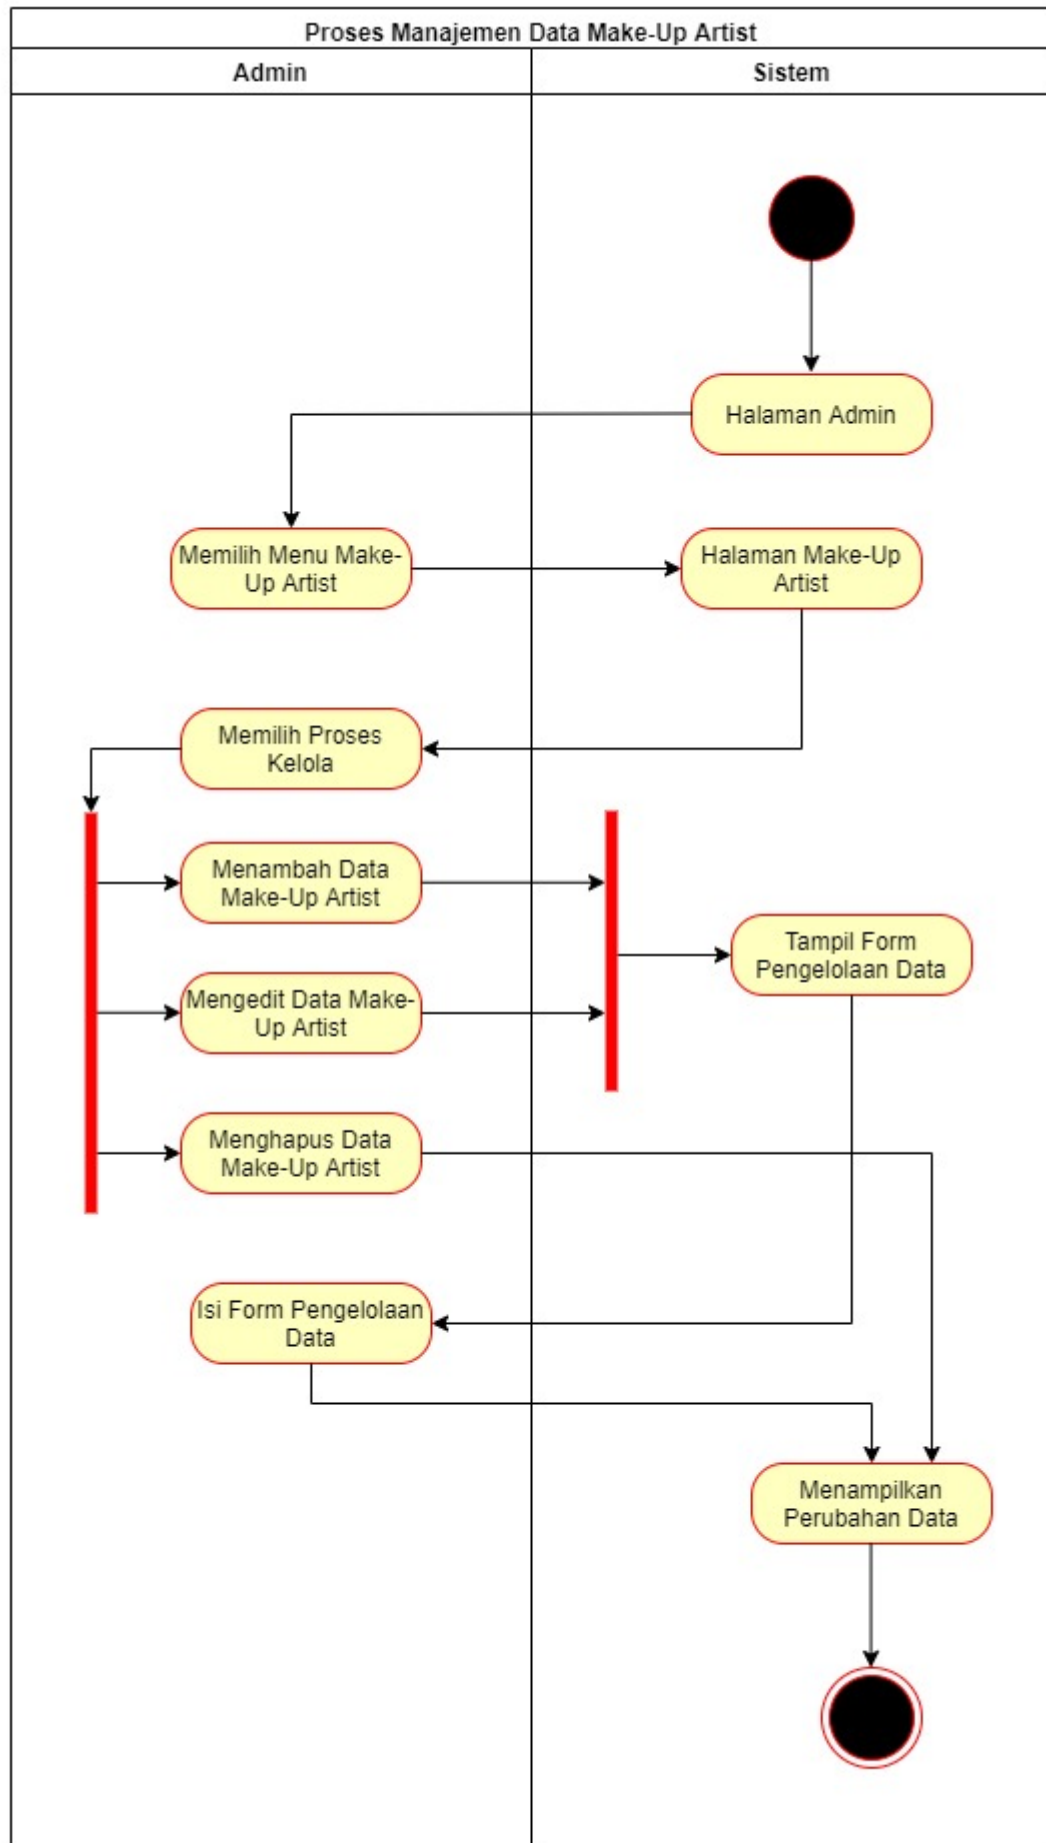 Proses Manajemen Data Make-Up Artist
Admin
Sistem
Halaman Admin
Memilih Menu Make-
Up Artist
Halaman Make-Up
Artist
Memilih Proses
Kelola
Menambah Data
Make-Up Artist
Tampil Form
Pengelolaan Data
Mengedit Data Make-
Up Artist
Menghapus Data
Make-Up Artist
Isi Form Pengelolaan
Data
Menampilkan
Perubahan Data